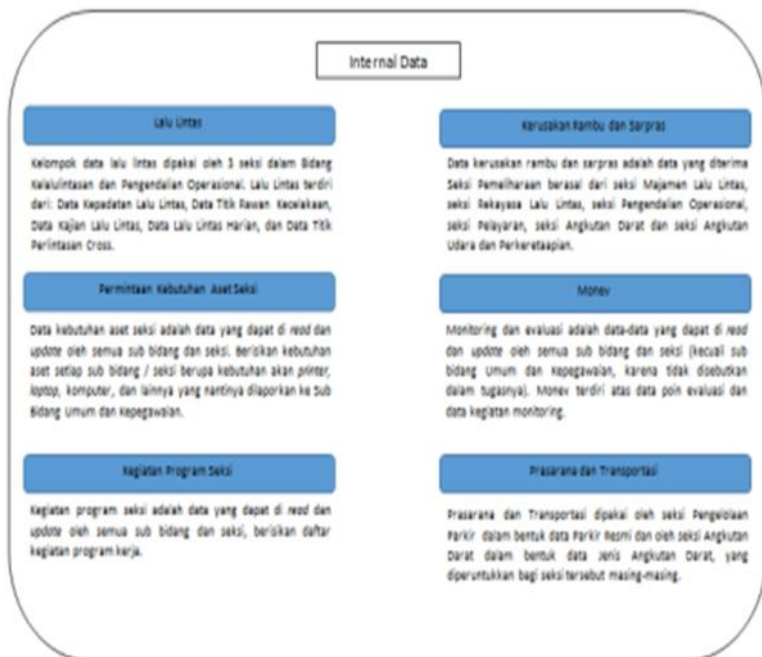 Internal Data
Lalu Lintas
Kelompok data lalu lintas dipakai oleh 3 seksi dalam Bidang
Kelalulintasan dan Pengendalian Operasional. Lalu Lintas terdiri
dari: Data Kepadatan Lalu Lintas, Data Titik Rawan Kecelakaan,
Data Kajian Lalu Lintas, Data Lalu Lintas Harian, dan Data Titik
Perlintasan Cross.
Permintaan Kebutuhan Aset Seksi
Data kebutuhan aset seksi adalah data yang dapat di read dan
update oleh semua sub bidang dan seksi. Berisikan kebutuhan
aset setiap sub bidang / seksi berupa kebutuhan akan printer,
laptop, komputer, dan lainnya yang nantinya dilaporkan ke Sub
Bidang Umum dan Kepegawaian.
Kegiatan Program Seksi
Kegiatan program seksi adalah data yang dapat di read dan
update oleh semua sub bidang dan seksi, berisikan daftar
kegiatan program kerja.
Kerusakan Rambu dan Sarpras
Data kerusakan rambu dan sarpras adalah data yang diterima
Seksi Pemeliharaan berasal dari seksi Majamen Lalu Lintas,
seksi Rekayasa Lalu Lintas, seksi Pengendalian Operasional,
seksi Pelayaran, seksi Angkutan Darat dan seksi Angkutan
Udara dan Perkeretaapian.
Monev
Monitoring dan evaluasi adalah data-data yang dapat di read
dan update oleh semua sub bidang dan seksi (kecuali sub
bidang Umum dan Kepegawaian, karena tidak disebutkan
dalam tugasnya). Monev terdiri atas data poin evaluasi dan
data kegiatan monitoring.
Prasarana dan Transportasi
Prasarana dan Transportasi dipakai oleh seksi Pengelolaan
Parkir dalam bentuk data Parkir Resmi dan oleh seksi Angkutan
Darat dalam bentuk data Jenis Angkutan Darat, yang
diperuntukkan bagi seksi tersebut masing-masing.